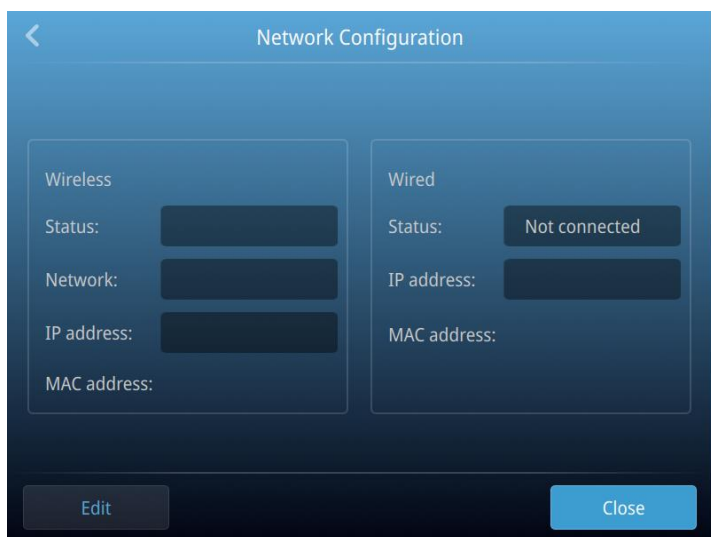 Network Configuration
Wireless
Status:
Network:
IP address:
MAC address:
Wired
Status: Not connected
IP address:
MAC address:
Edit
Close